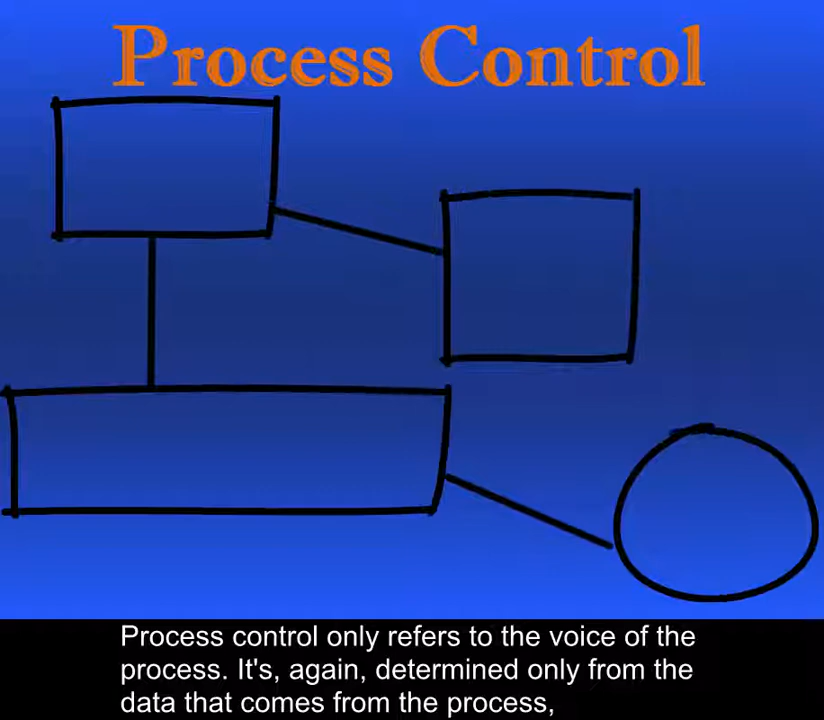 Process Control
Process control only refers to the voice of the
process. It's, again, determined only from the
data that comes from the process,